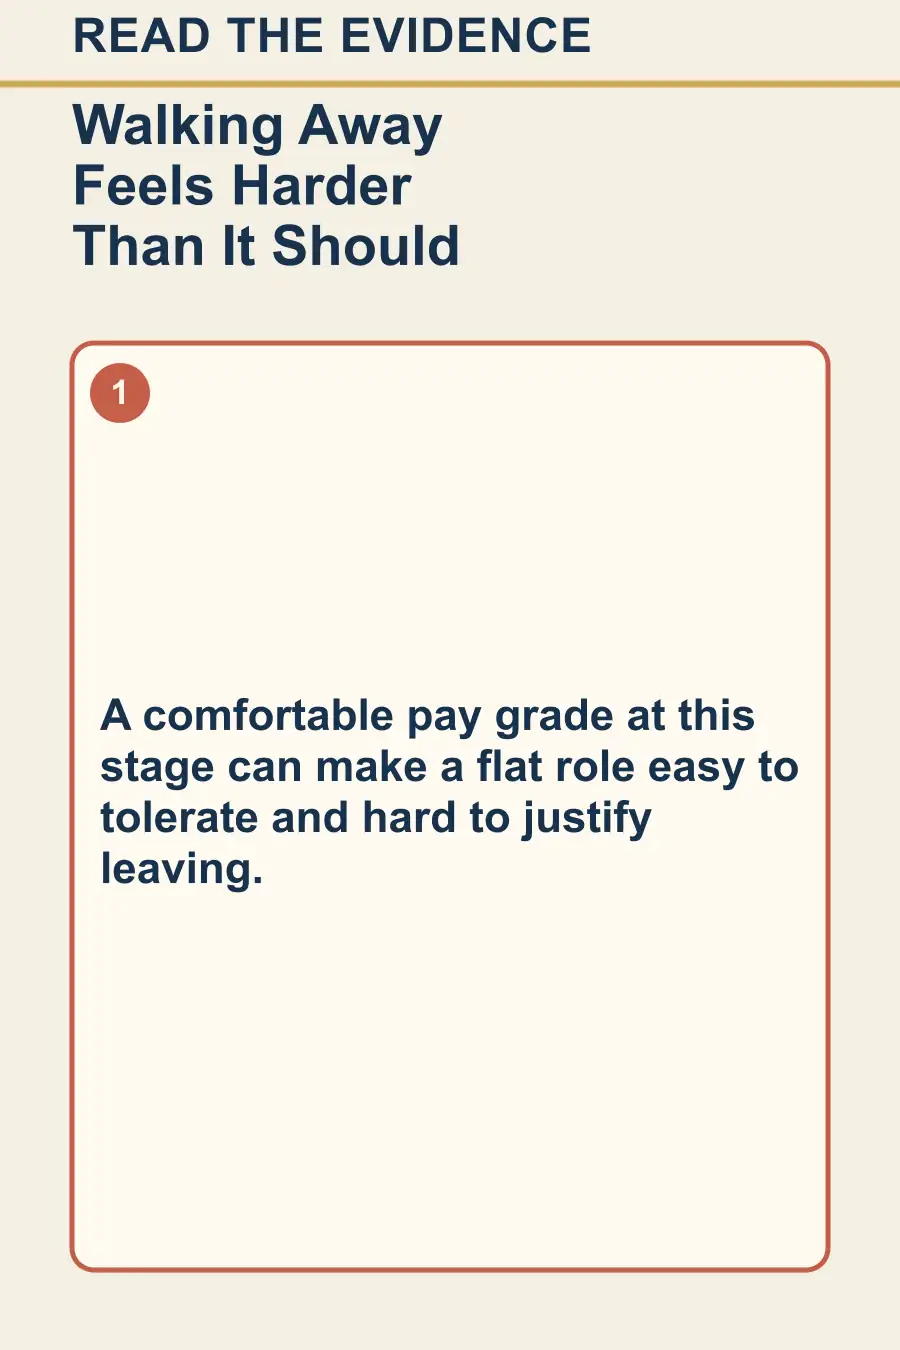 READ THE EVIDENCE
Walking Away
Feels Harder
Than It Should
1
A comfortable pay grade at this
stage can make a flat role easy to
tolerate and hard to justify
leaving.